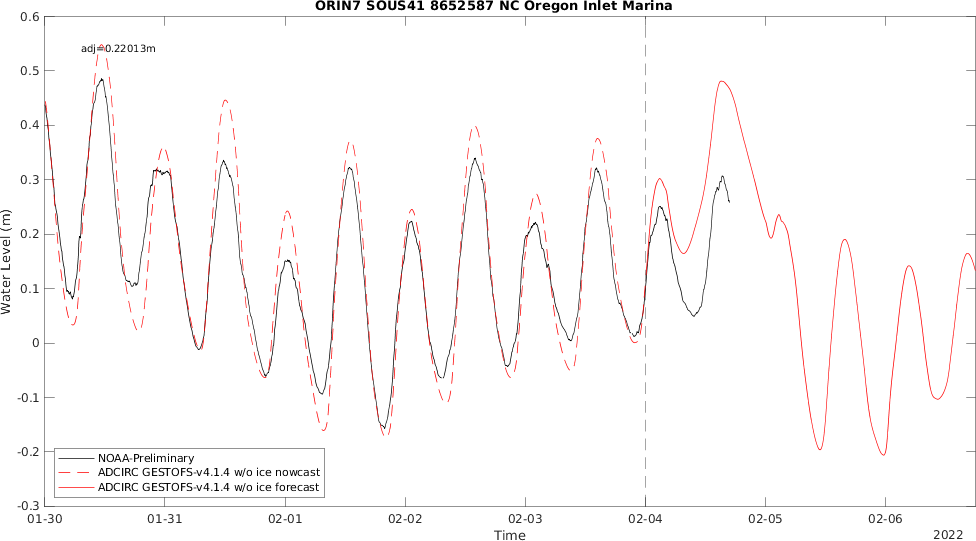 ORIN7 SOUS41 8652587 NC Oregon Inlet Marina
0.6
0.5
0.4
0.3
0.2
0.1
0
-0.1
-0.2
-0.3
Water Level (m)
adj=0.22013m
NOAA-Preliminary
ADCIRC GESTOFS-v4.1.4 w/o ice nowcast
ADCIRC GESTOFS-v4.1.4 w/o ice forecast
01-30 01-31 02-01 02-02 02-03 02-04 02-05 02-06
Time
2022